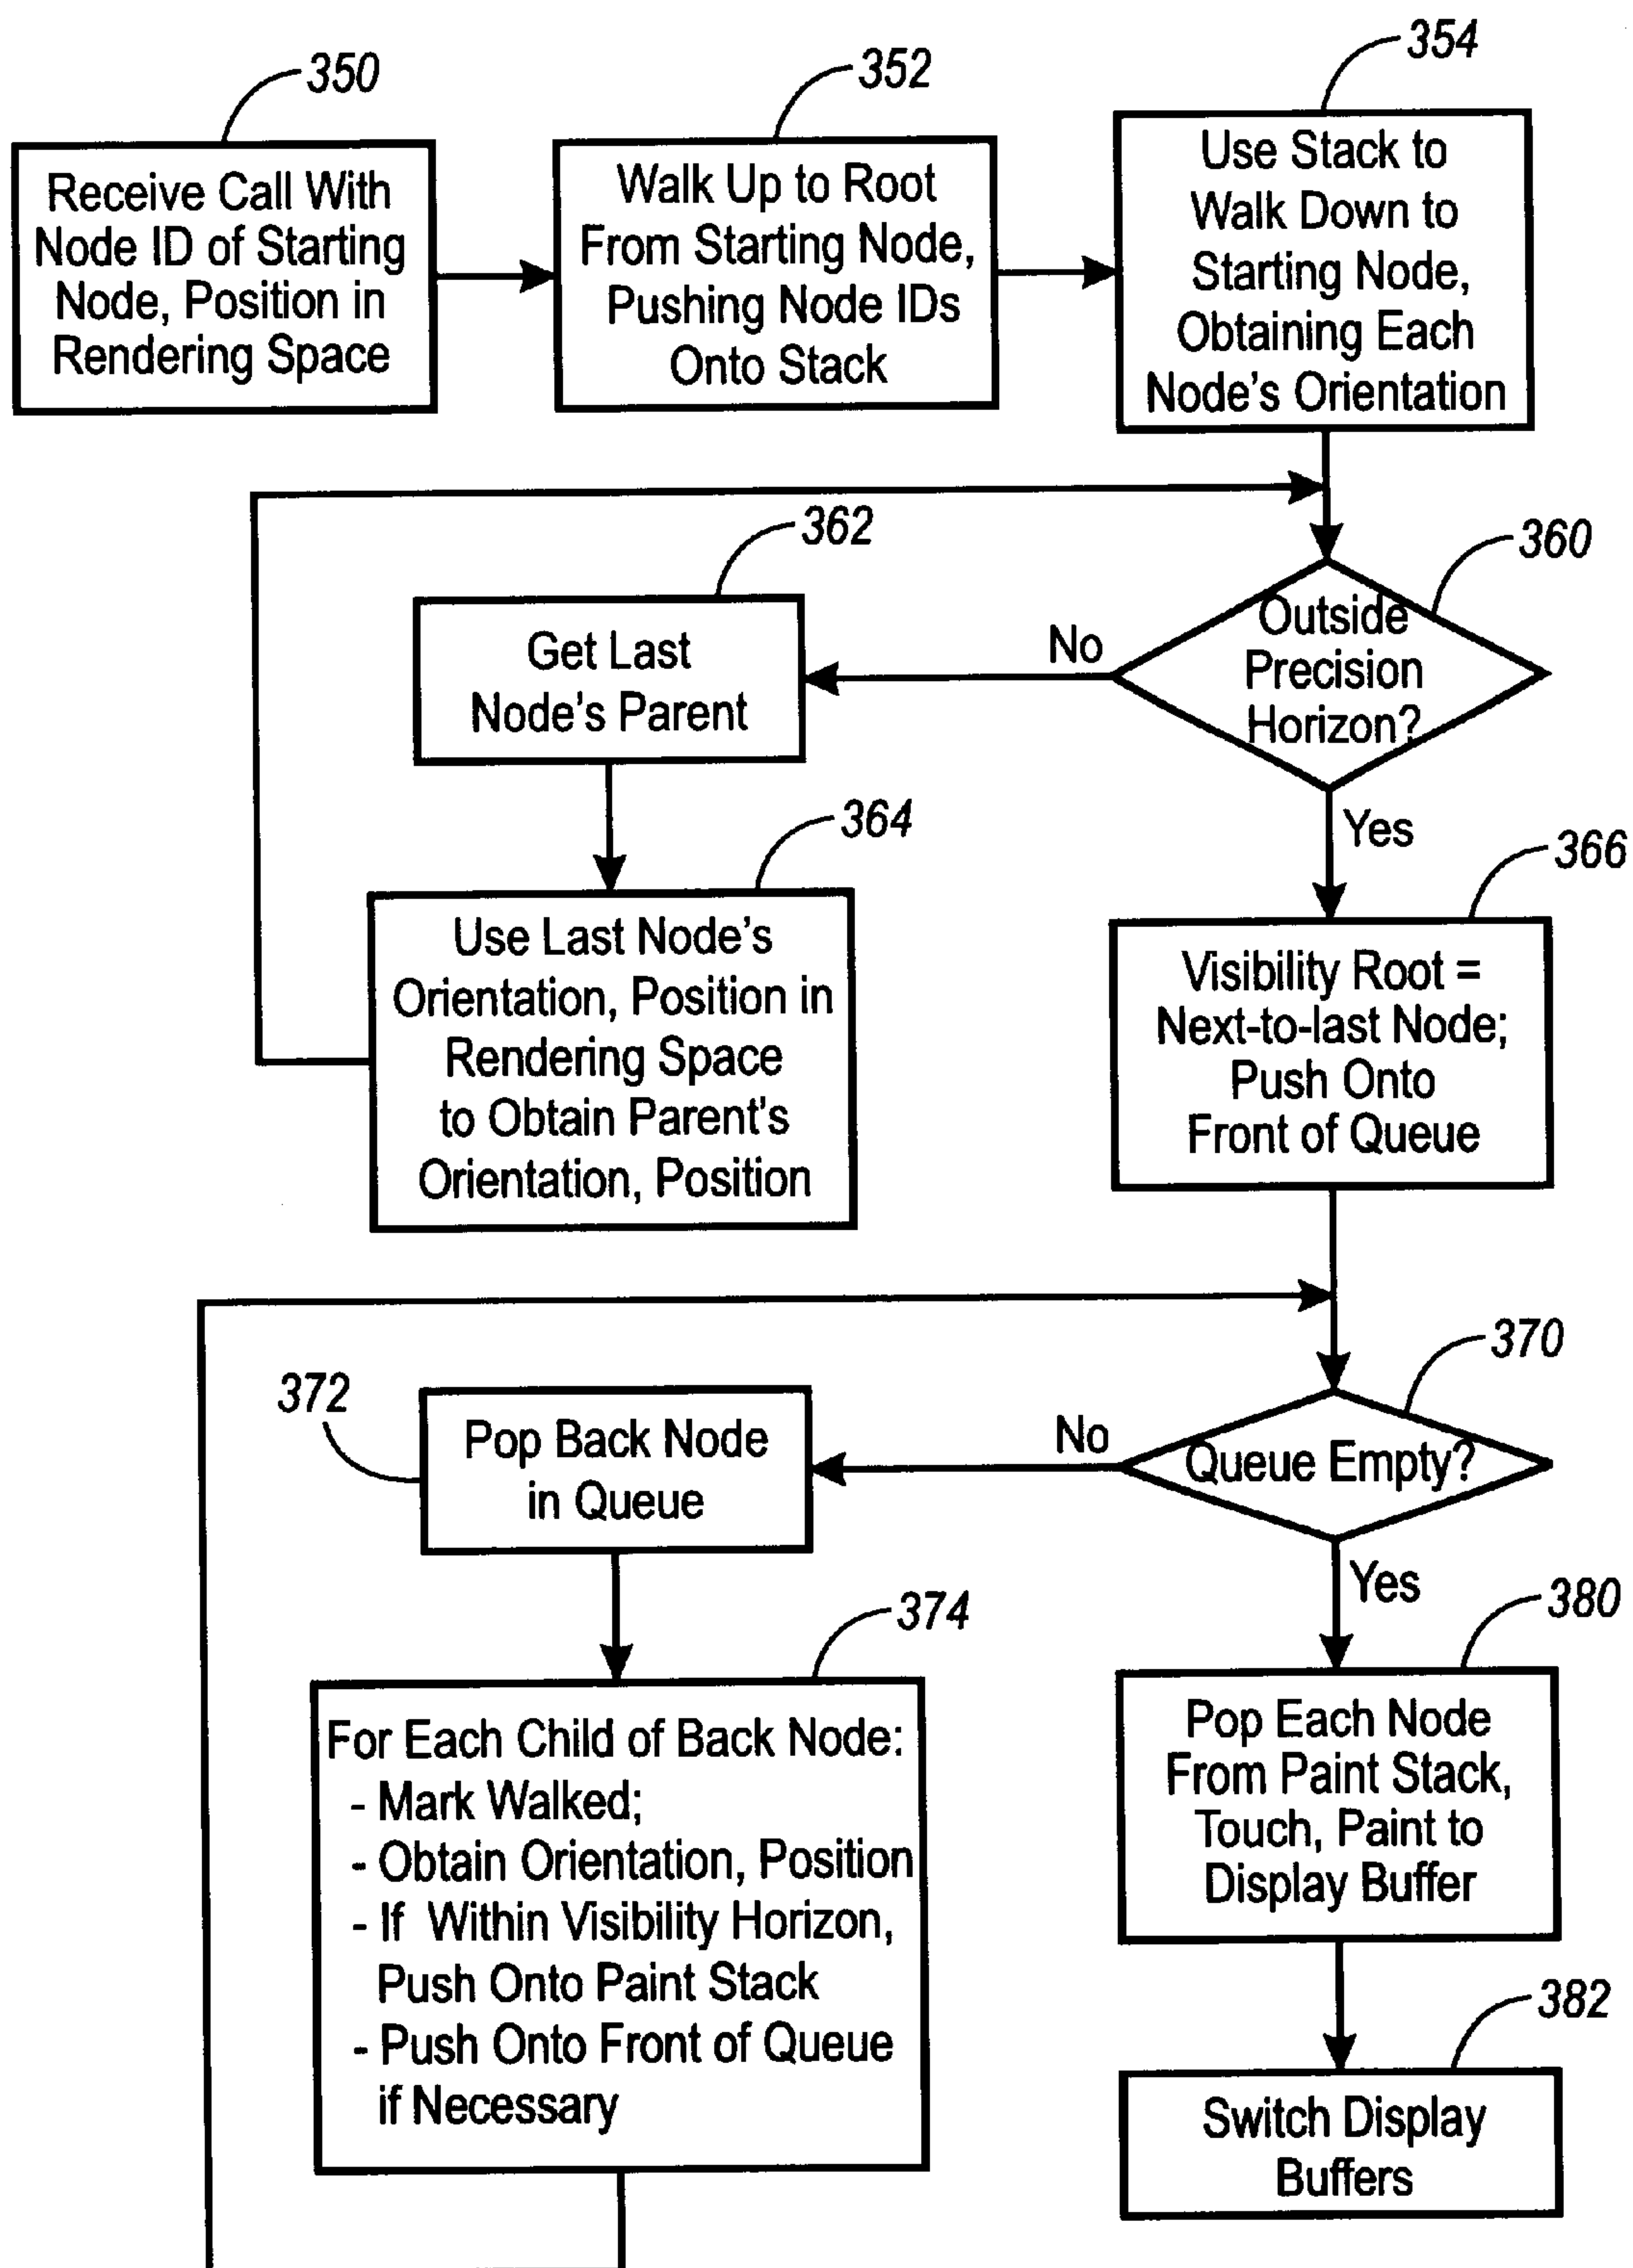 350
Receive Call With
Node ID of Starting
Node, Position in
Rendering Space
352
Walk Up to Root
From Starting Node,
Pushing Node IDs
Onto Stack
354
Use Stack to
Walk Down to
Starting Node,
Obtaining Each
Node's Orientation
360
Outside
Precision
Horizon?
No
Yes
362
Get Last
Node's Parent
364
Use Last Node's
Orientation, Position in
Rendering Space
to Obtain Parent's
Orientation, Position
366
Visibility Root =
Next-to-last Node;
Push Onto
Front of Queue
370
Queue Empty?
No
Yes
372
Pop Back Node
in Queue
374
For Each Child of Back Node:
- Mark Walked;
- Obtain Orientation, Position
- If Within Visibility Horizon,
Push Onto Paint Stack
- Push Onto Front of Queue
if Necessary
380
Pop Each Node
From Paint Stack,
Touch, Paint to
Display Buffer
382
Switch Display
Buffers